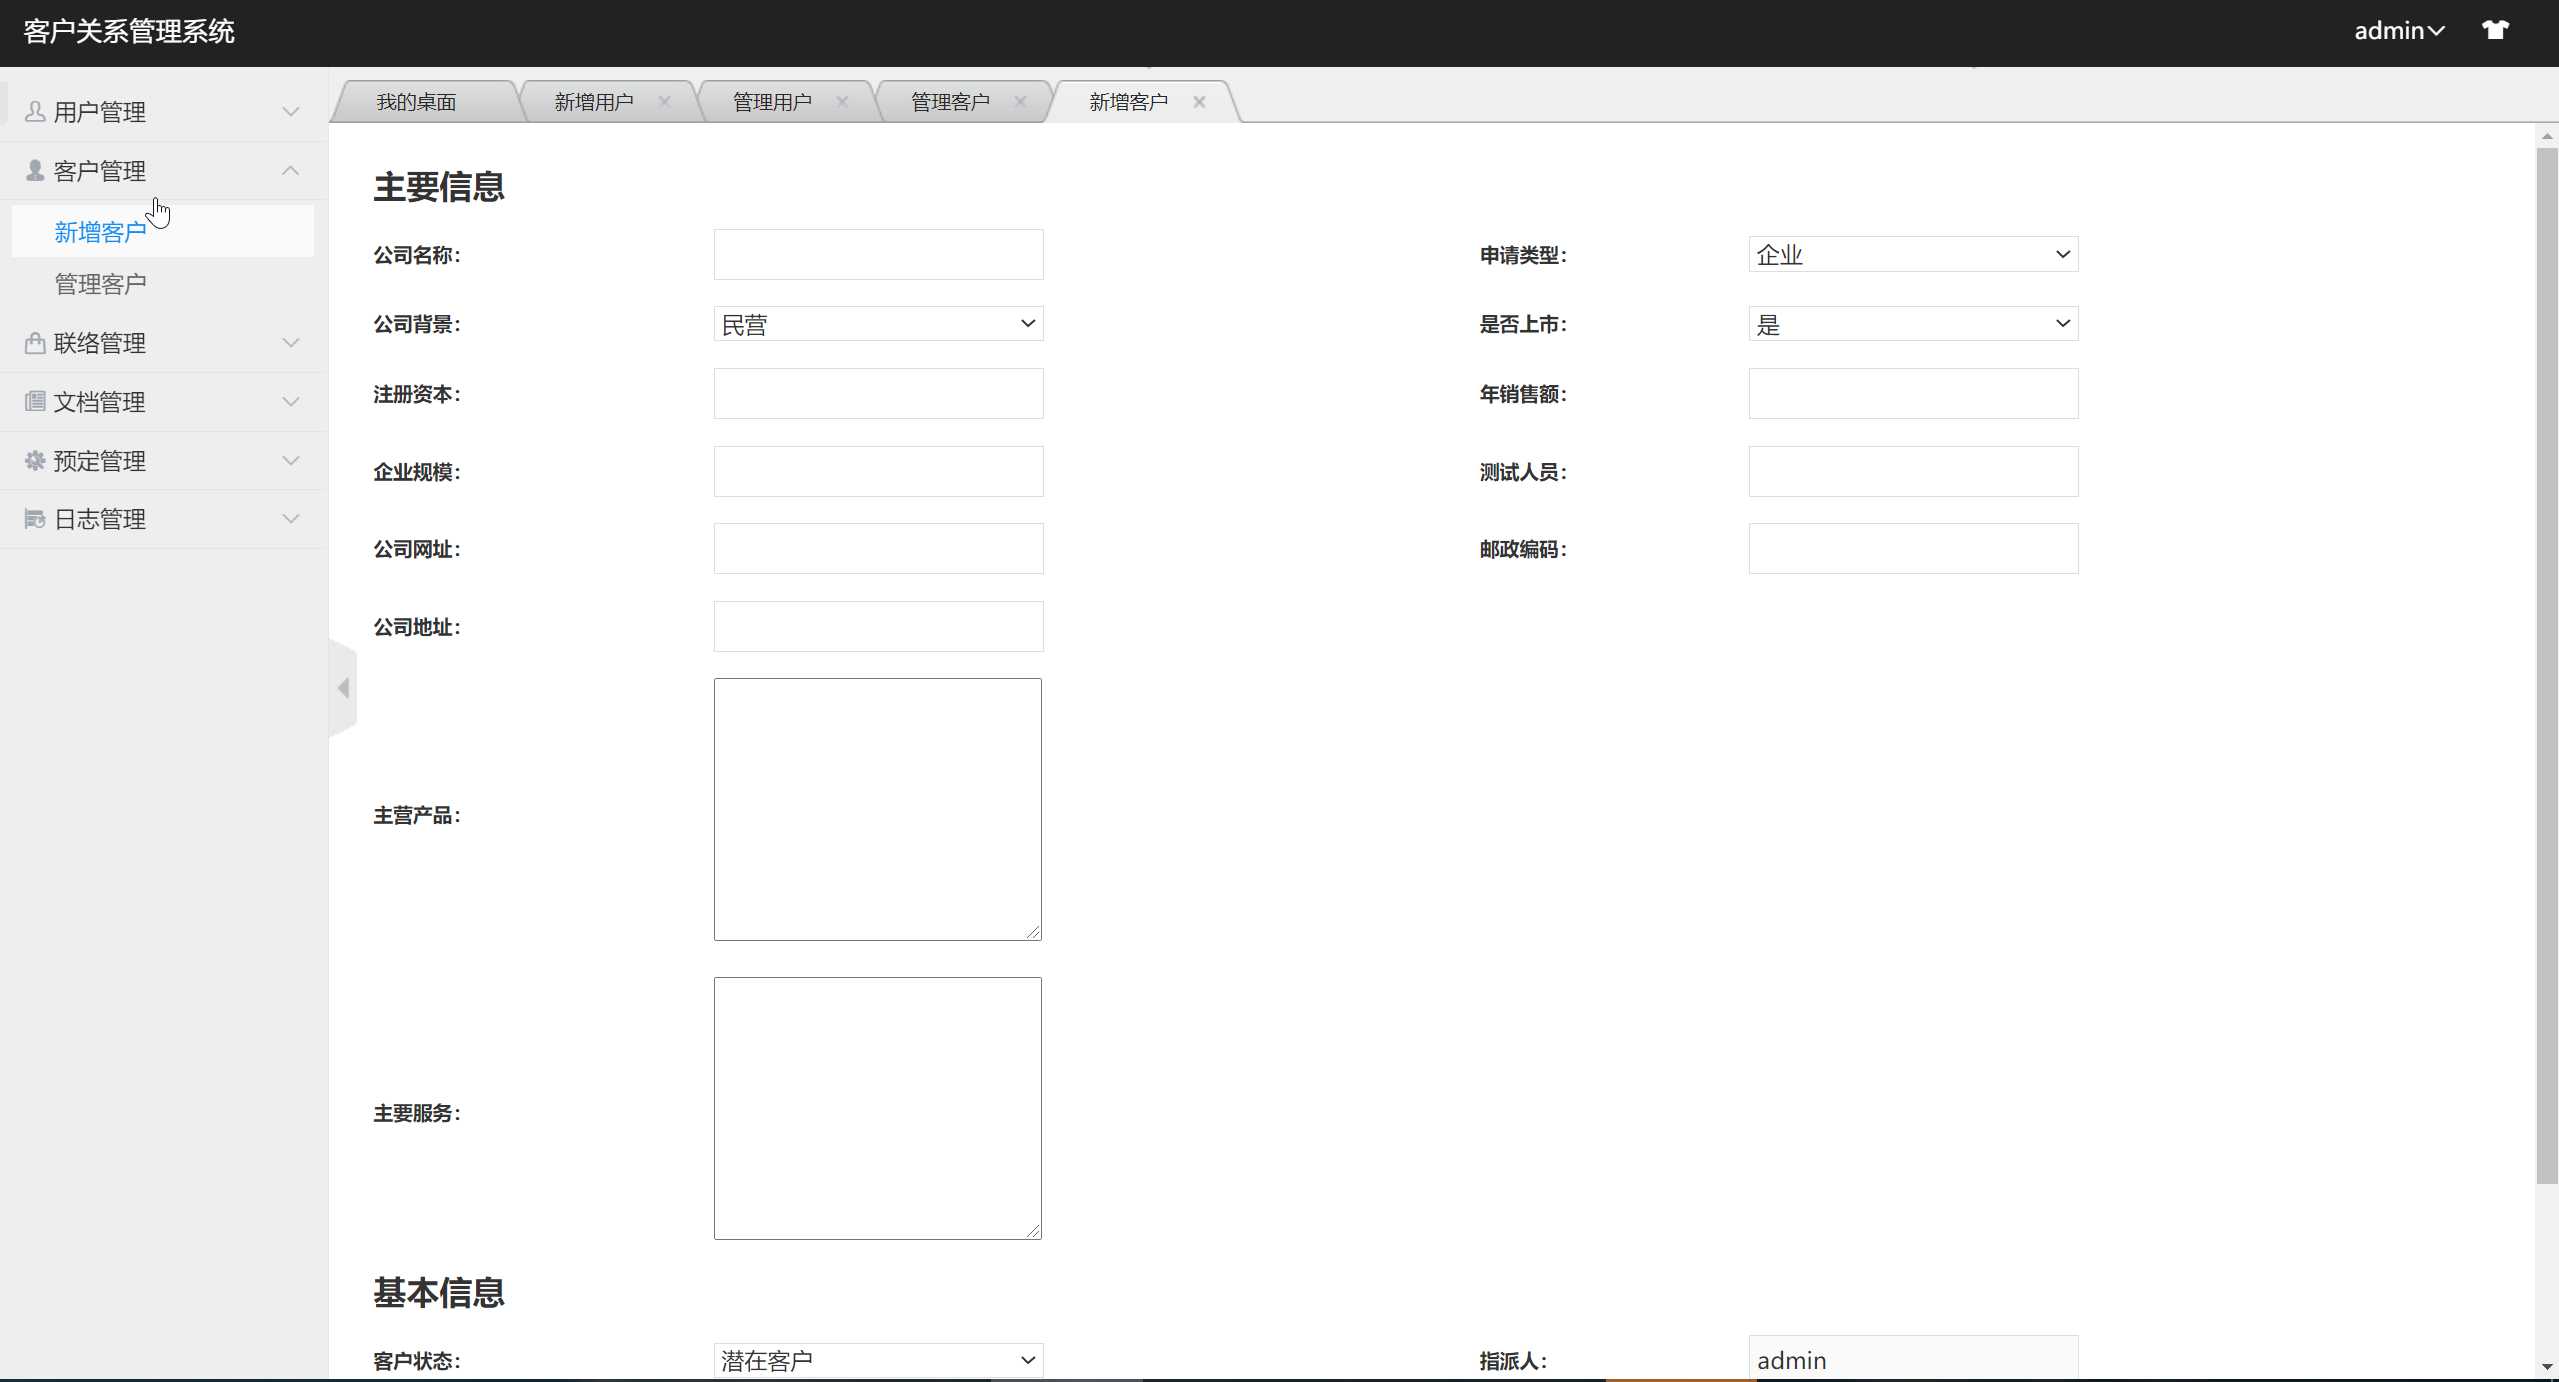 客户关系管理系统
admin
用户管理
客户管理
新增客户
管理客户
联络管理
文档管理
预定管理
日志管理
我的桌面 新增用户 管理用户 管理客户 新增客户
主要信息
公司名称: 申请类型: 企业
公司背景: 民营 是否上市: 是
注册资本: 年销售额:
企业规模: 测试人员:
公司网址: 邮政编码:
公司地址:
主营产品:
主要服务:
基本信息
客户状态: 潜在客户 指派人: admin